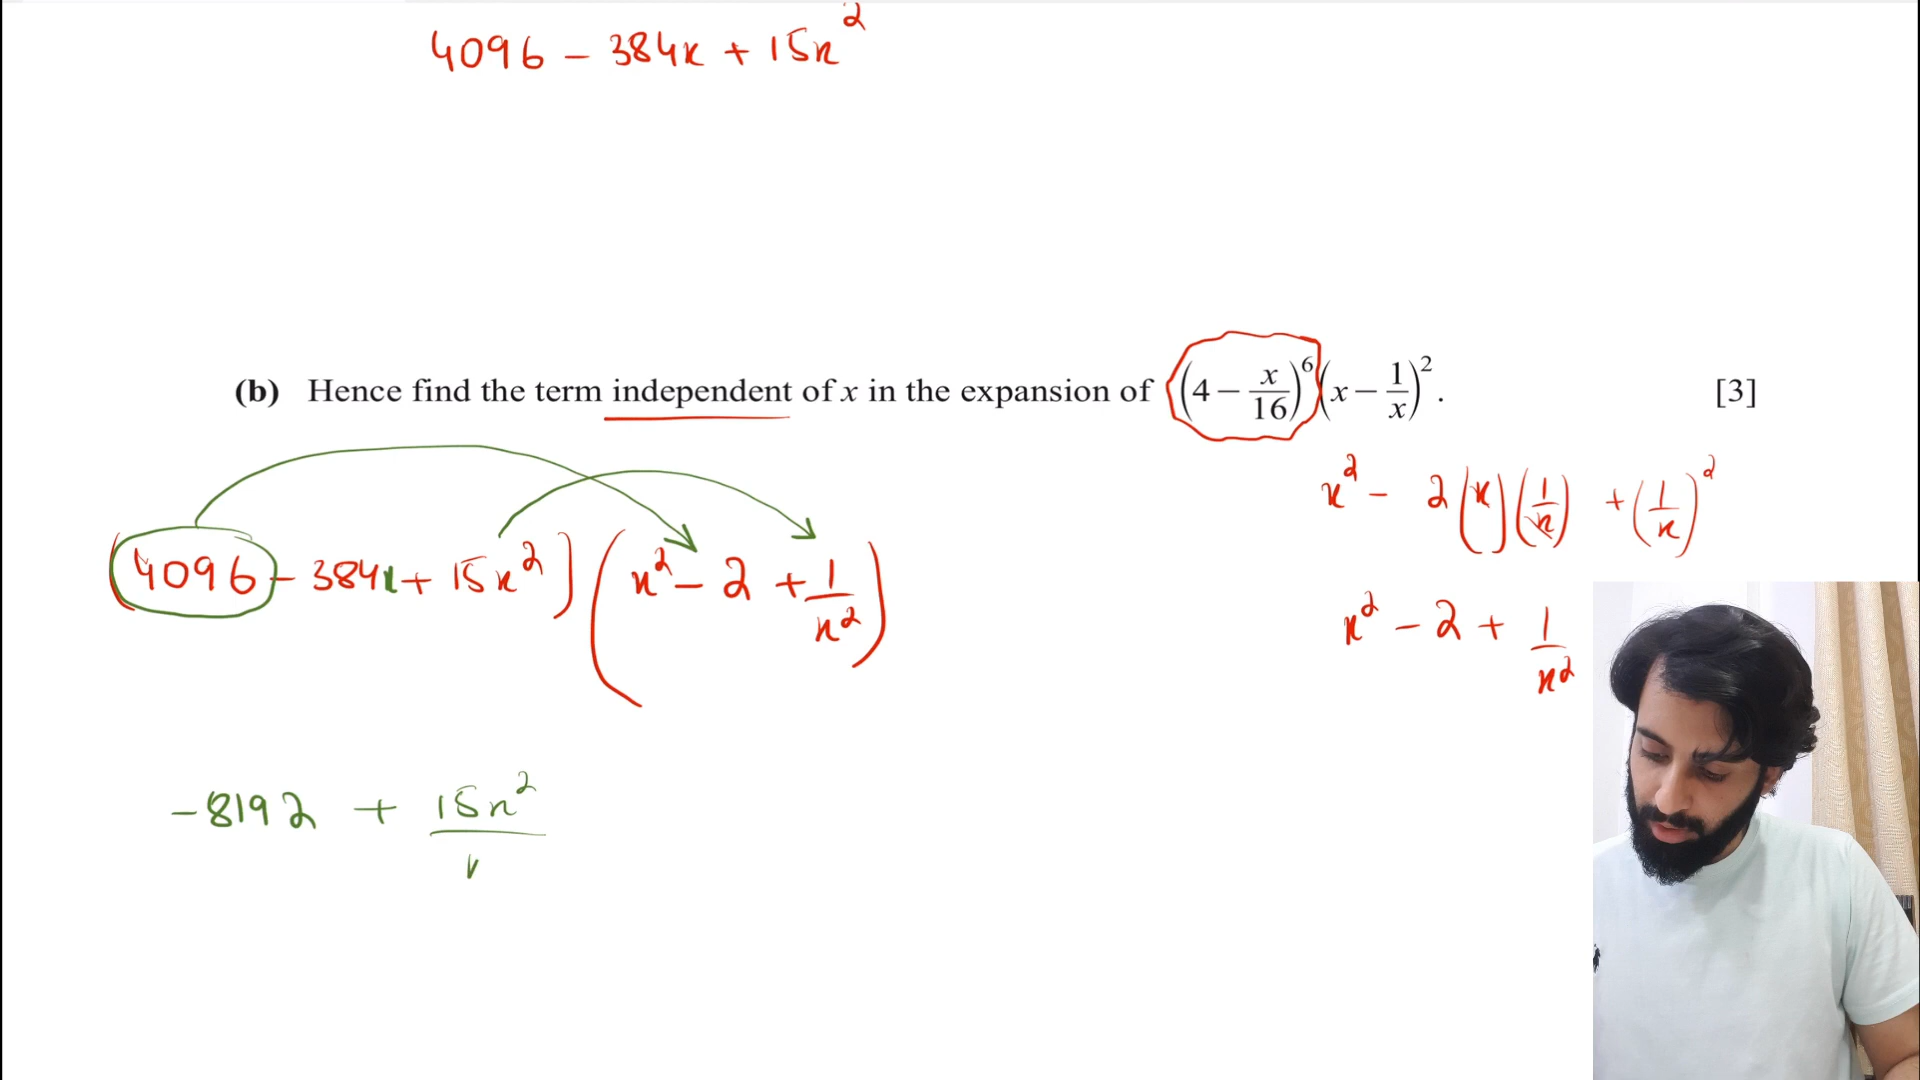 4096 - 384x + 15x²
(b) Hence find the term independent of x in the expansion of (4 - x/16)⁶ (x - 1/x)². [3]
x² - 2(x)(1/x) + (1/x)²
(4096 - 384x + 15x²) (x² - 2 + 1/x²)
x² - 2 + 1/x²
-8192 + 15x²